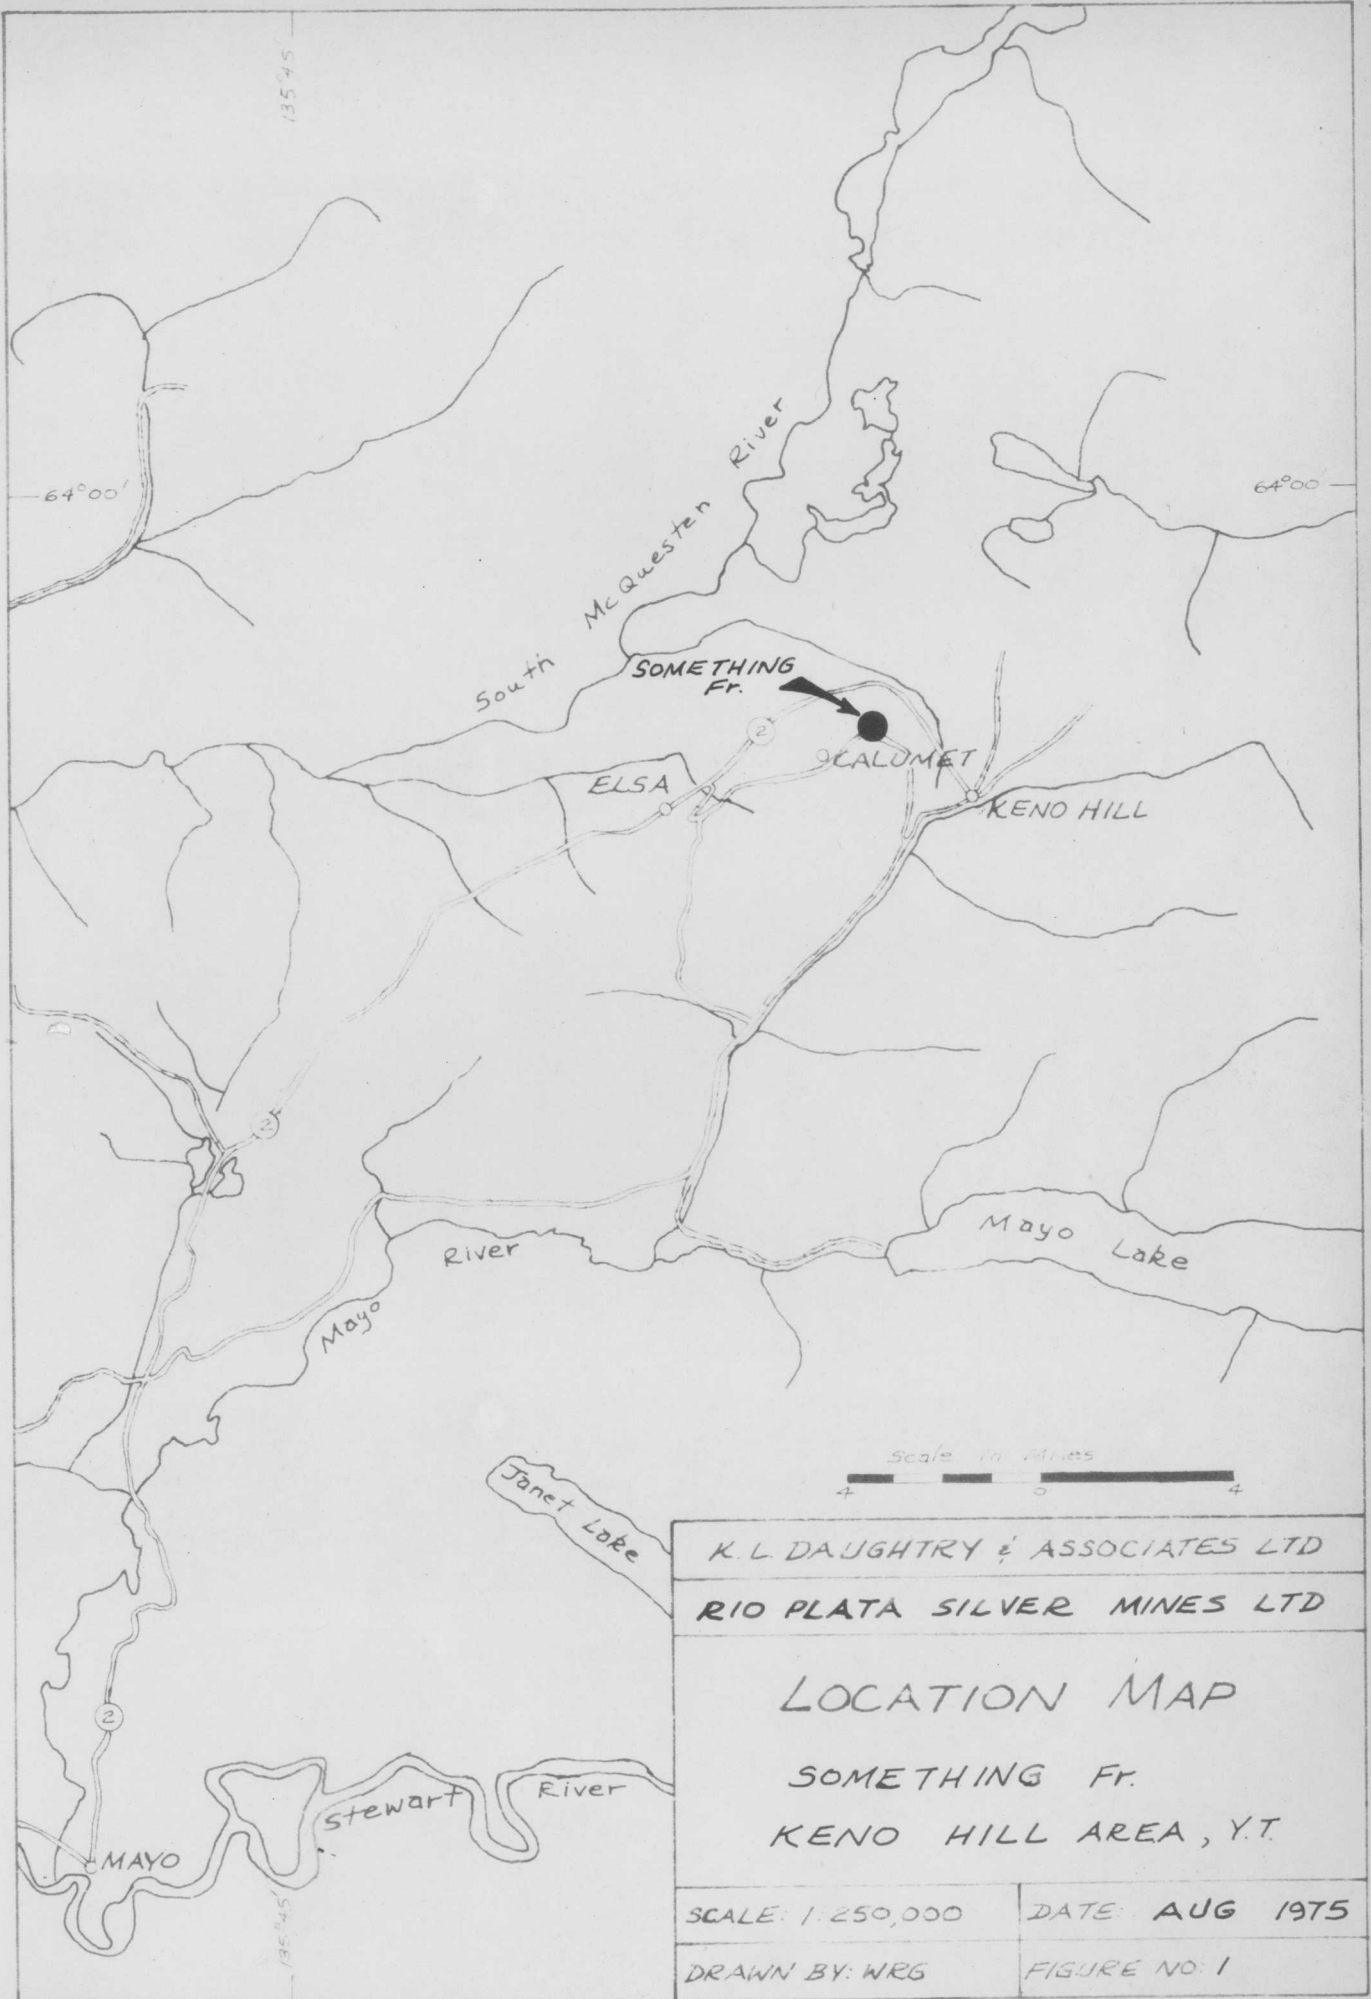 135°45'
64°00'
64°00'
South McQuesten River
SOMETHING
Fr.
2
CALUMET
ELSA
KENO HILL
2
Mayo Lake
Mayo River
Scale in Miles
4 0 4
Janet Lake
2
Stewart River
MAYO
135°45'
K. L. DAUGHTRY & ASSOCIATES LTD
RIO PLATA SILVER MINES LTD
LOCATION MAP
SOMETHING Fr.
KENO HILL AREA, Y.T.
SCALE: 1:250,000
DATE: AUG 1975
DRAWN BY: WRG
FIGURE NO: 1